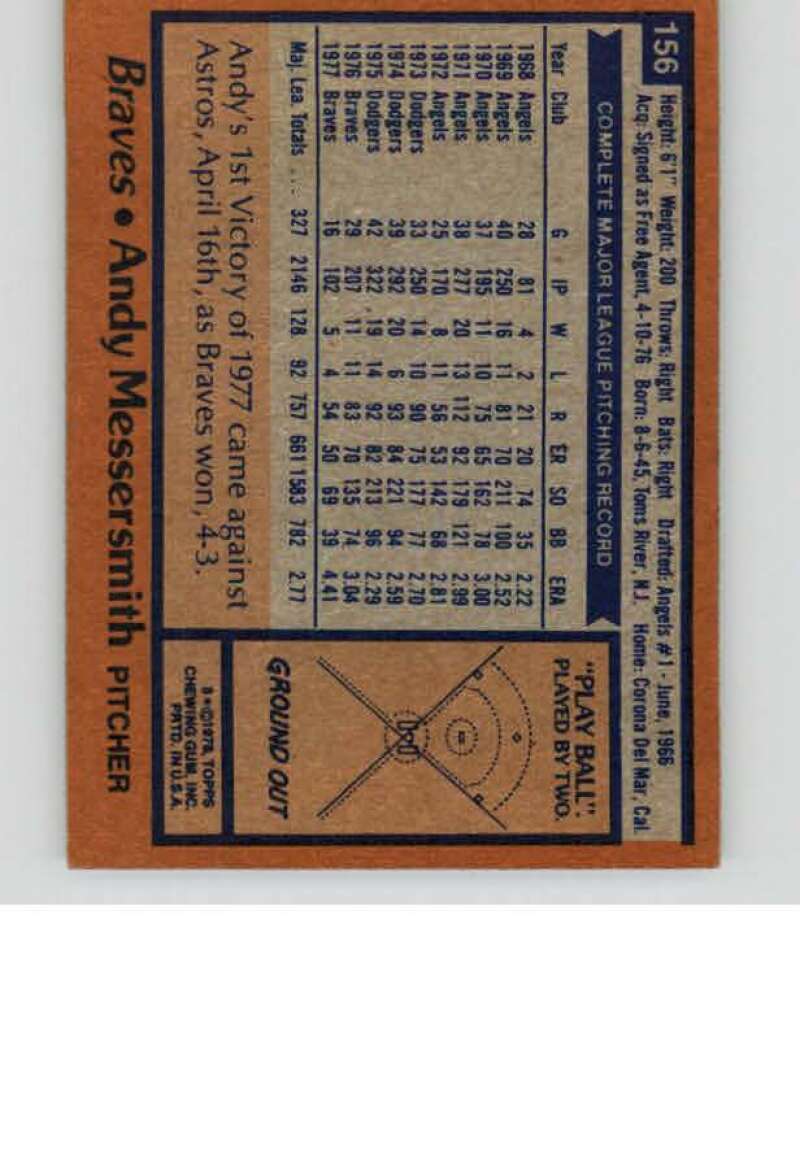 156
Height: 6'1" Weight: 200 Throws: Right Bats: Right Drafted: Angels #1 - June, 1966
Acq: Signed as Free Agent, 4-10-76 Born: 8-6-45, Toms River, N.J. Home: Corona Del Mar, Cal.
COMPLETE MAJOR LEAGUE PITCHING RECORD
Year Club G IP W L R ER SO BB ERA
1968 Angels 28 81 4 2 21 20 74 35 2.22
1969 Angels 40 250 16 11 81 70 211 100 2.52
1970 Angels 37 195 11 10 75 65 162 78 3.00
1971 Angels 38 277 20 13 112 92 179 121 2.99
1972 Angels 25 170 8 11 56 53 142 68 2.81
1973 Dodgers 33 250 14 10 90 75 177 77 2.70
1974 Dodgers 39 292 20 6 93 84 221 94 2.59
1975 Dodgers 42 322 19 14 92 82 213 96 2.29
1976 Braves 29 207 11 11 83 70 135 74 3.04
1977 Braves 16 102 5 4 54 50 69 39 4.41
Maj. Lea. Totals ... 327 2146 128 92 757 661 1583 782 2.77
Andy's 1st Victory of 1977 came against
Astros, April 16th, as Braves won, 4-3.
Braves • Andy Messersmith PITCHER
"PLAY BALL":
PLAYED BY TWO.
GROUND OUT
©1978, TOPPS
CHEWING GUM, INC.
PRTD. IN U.S.A.